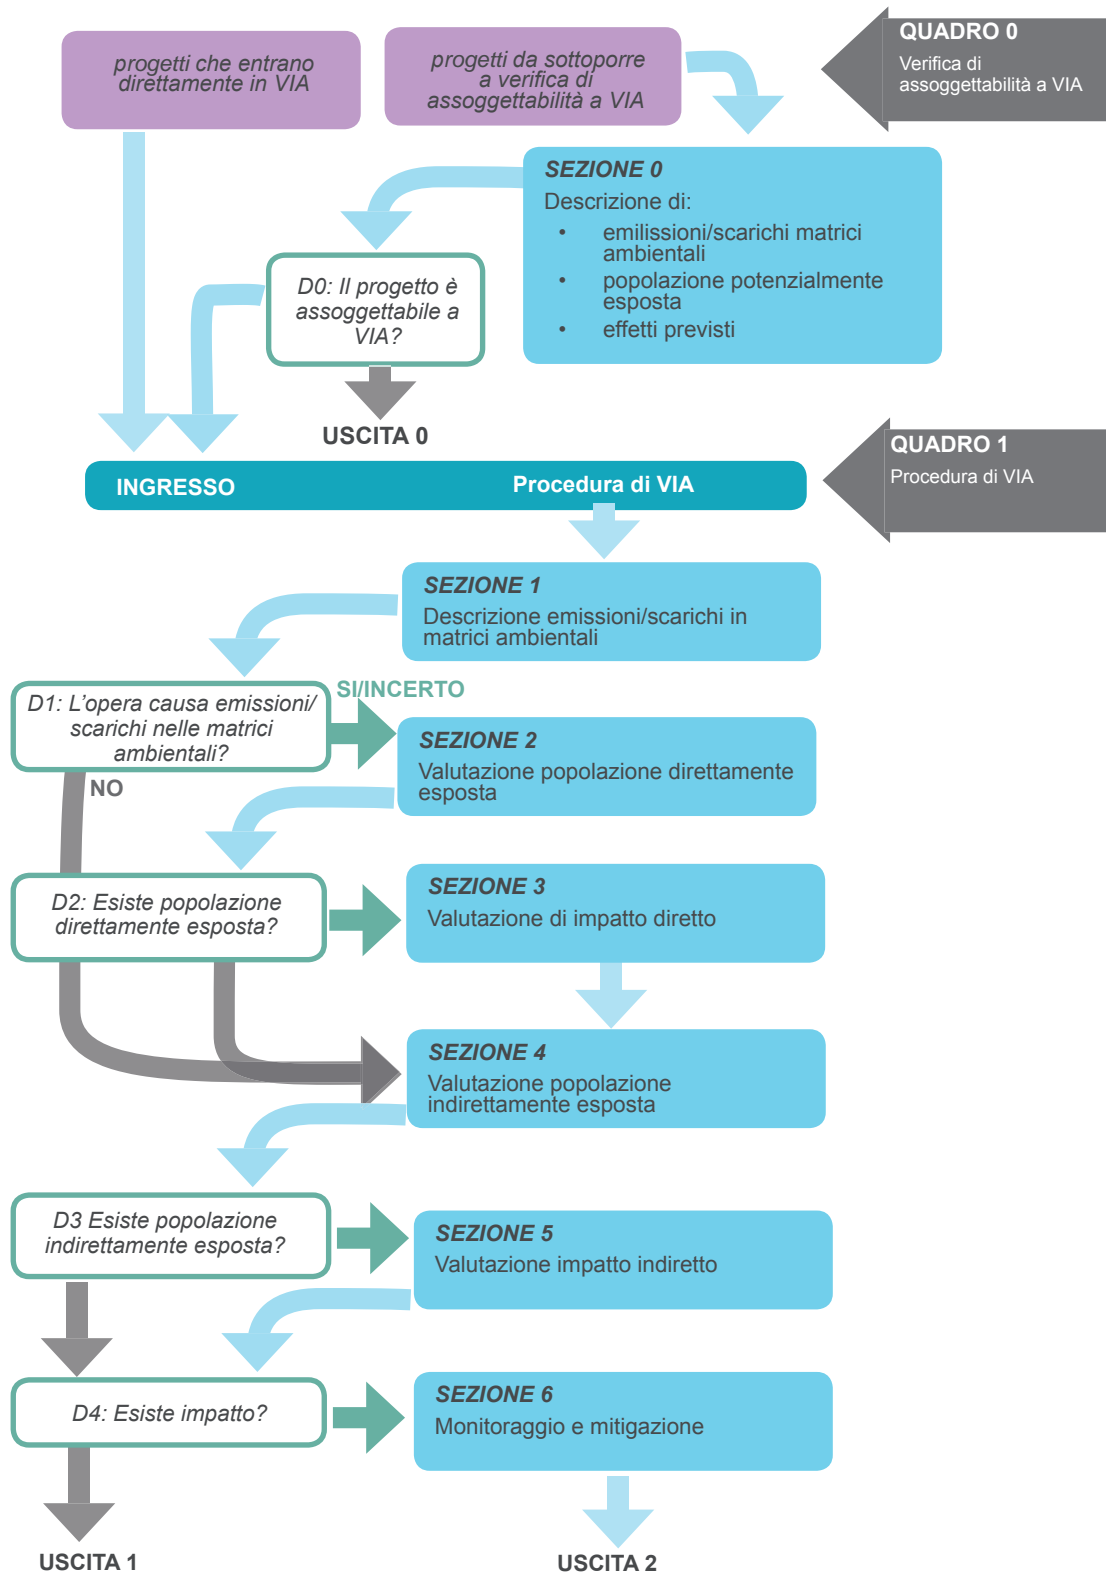 progetti che entrano
direttamente in VIA
progetti da sottoporre
a verifica di
assoggettabilità a VIA
QUADRO 0
Verifica di
assoggettabilità a VIA
SEZIONE 0
Descrizione di:
• emilissioni/scarichi matrici
ambientali
• popolazione potenzialmente
esposta
• effetti previsti
D0: Il progetto è
assoggettabile a
VIA?
USCITA 0
QUADRO 1
Procedura di VIA
INGRESSO
Procedura di VIA
SEZIONE 1
Descrizione emissioni/scarichi in
matrici ambientali
D1: L'opera causa emissioni/
scarichi nelle matrici
ambientali?
SI/INCERTO
NO
SEZIONE 2
Valutazione popolazione direttamente
esposta
D2: Esiste popolazione
direttamente esposta?
SEZIONE 3
Valutazione di impatto diretto
SEZIONE 4
Valutazione popolazione
indirettamente esposta
D3 Esiste popolazione
indirettamente esposta?
SEZIONE 5
Valutazione impatto indiretto
D4: Esiste impatto?
SEZIONE 6
Monitoraggio e mitigazione
USCITA 1
USCITA 2